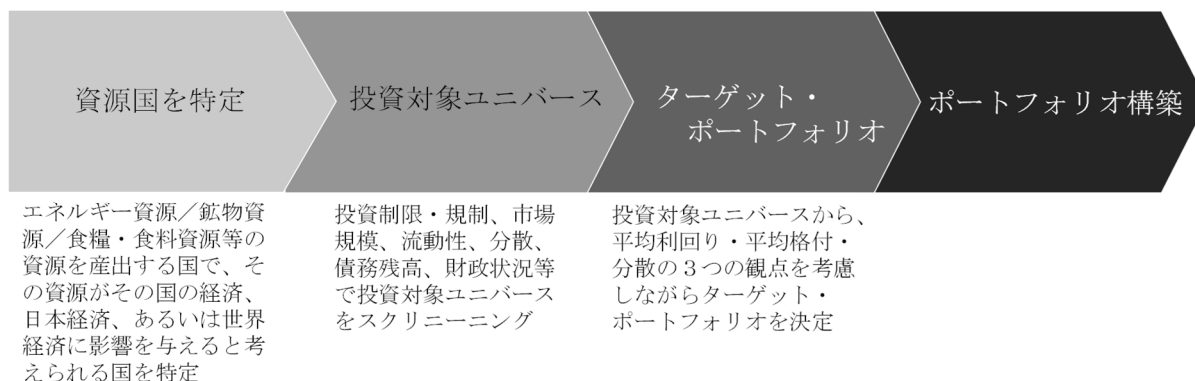 資源国を特定
投資対象ユニバース
ターゲット・
ポートフォリオ
ポートフォリオ構築
エネルギー資源／鉱物資
源／食糧・食料資源等の
資源を産出する国で、そ
の資源がその国の経済、
日本経済、あるいは世界
経済に影響を与えると考
えられる国を特定
投資制限・規制、市場
規模、流動性、分散、
債務残高、財政状況等
で投資対象ユニバース
をスクリーニング
投資対象ユニバースから、
平均利回り・平均格付・
分散の３つの観点を考慮
しながらターゲット・
ポートフォリオを決定